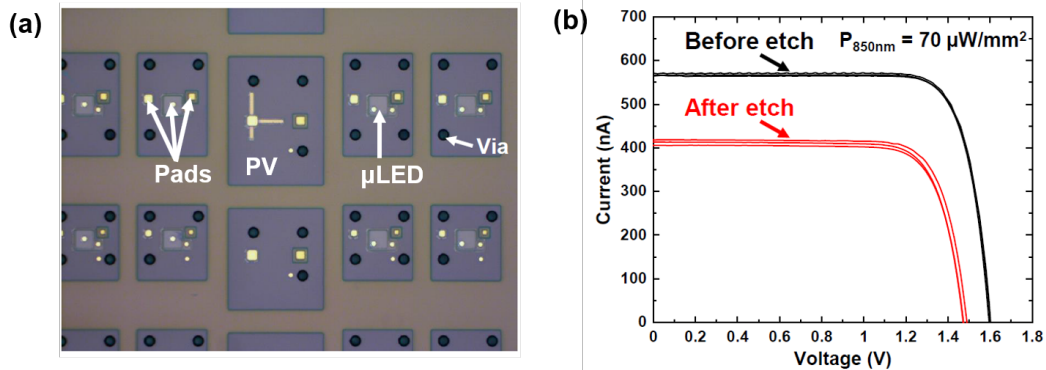 (a)
Pads
PV
µLED
Via
(b)
Before etch
P850nm = 70 µW/mm²
After etch
Current (nA)
700
600
500
400
300
200
100
0
0 0.2 0.4 0.6 0.8 1.0 1.2 1.4 1.6 1.8
Voltage (V)